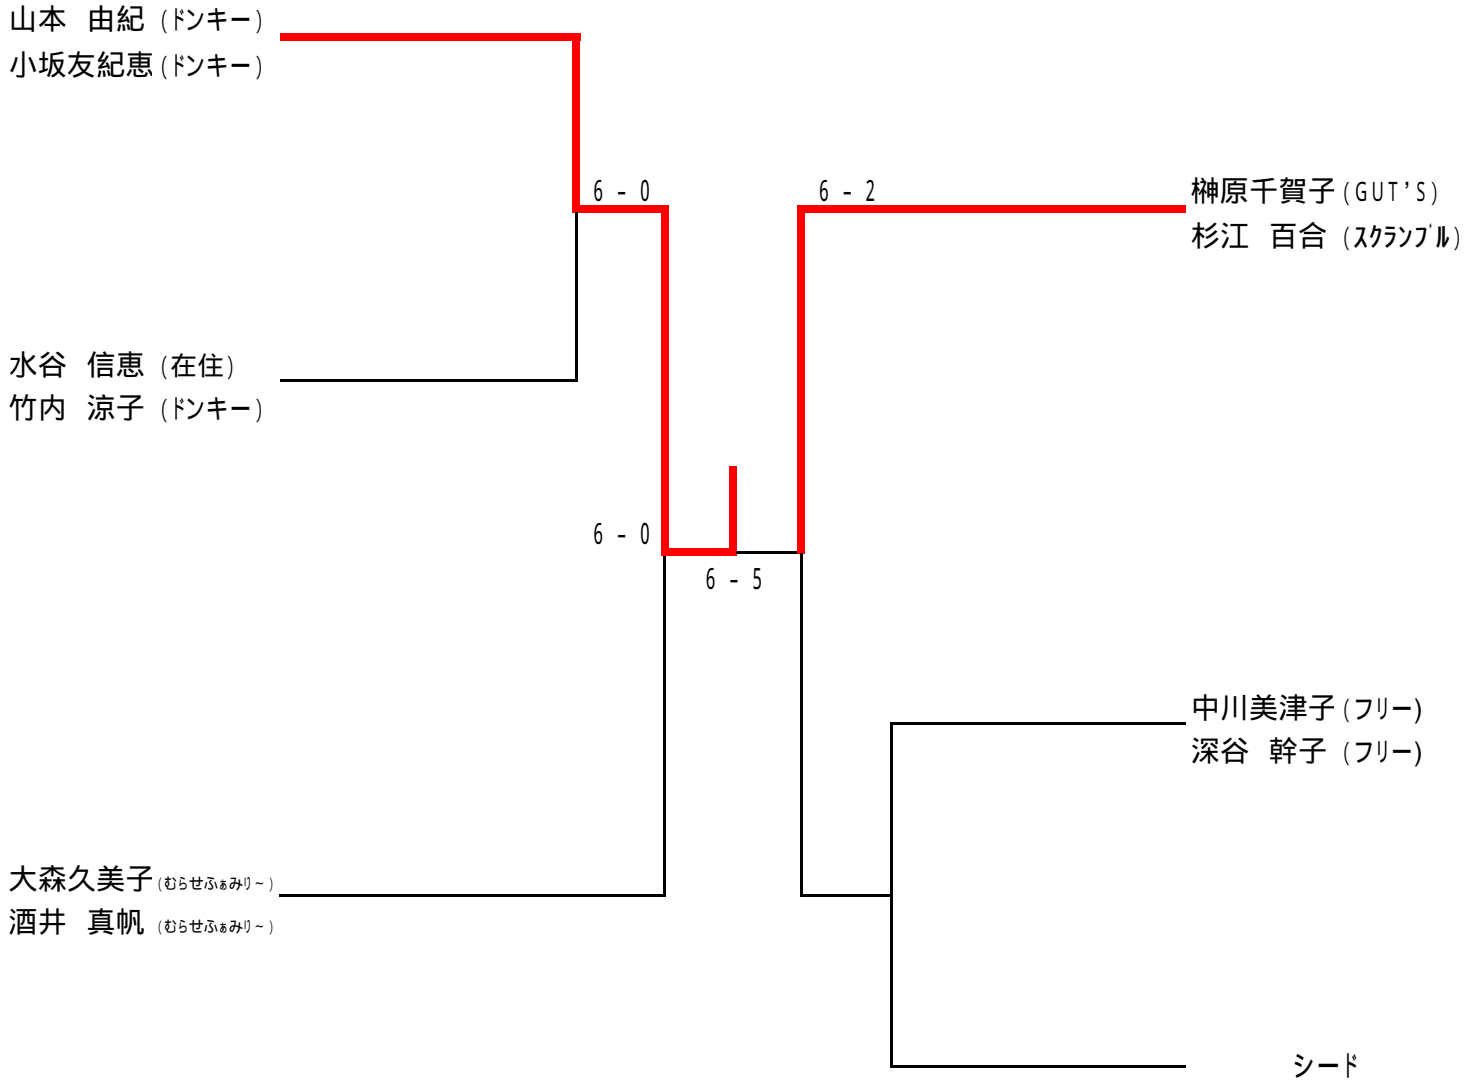 山本 由紀 (ドンキー)
小坂友紀恵(ドンキー)
6 - 0
6 - 2
榊原千賀子(GUT'S)
杉江 百合 (スクランブル)
水谷 信恵 (在住)
竹内 涼子 (ドンキー)
6 - 0
6 - 5
中川美津子(フリー)
深谷 幹子 (フリー)
大森久美子(むらせふぁみり~)
酒井 真帆 (むらせふぁみり~)
シード